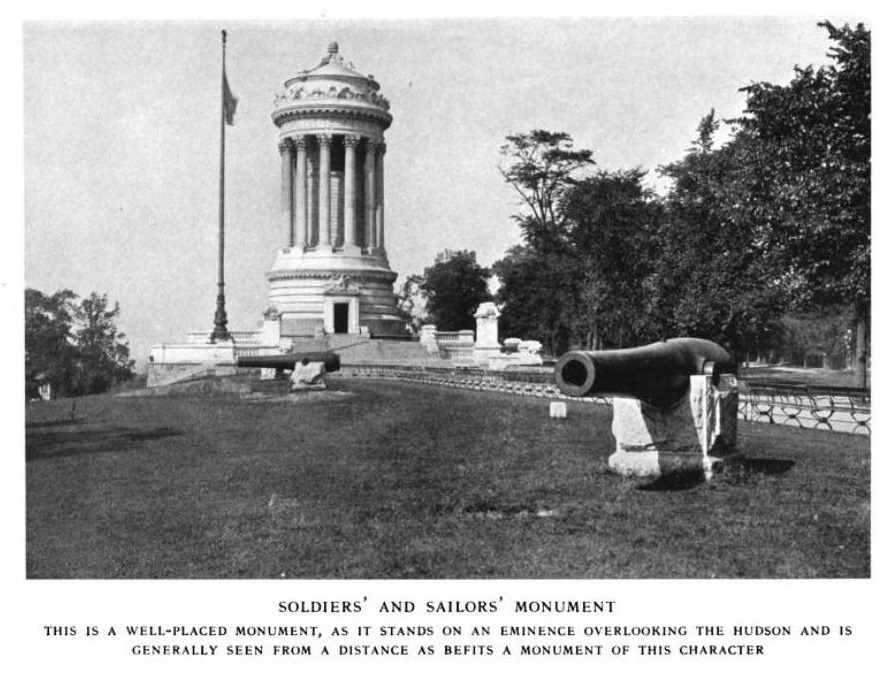 SOLDIERS' AND SAILORS' MONUMENT
THIS IS A WELL-PLACED MONUMENT, AS IT STANDS ON AN EMINENCE OVERLOOKING THE HUDSON AND IS
GENERALLY SEEN FROM A DISTANCE AS BEFITS A MONUMENT OF THIS CHARACTER